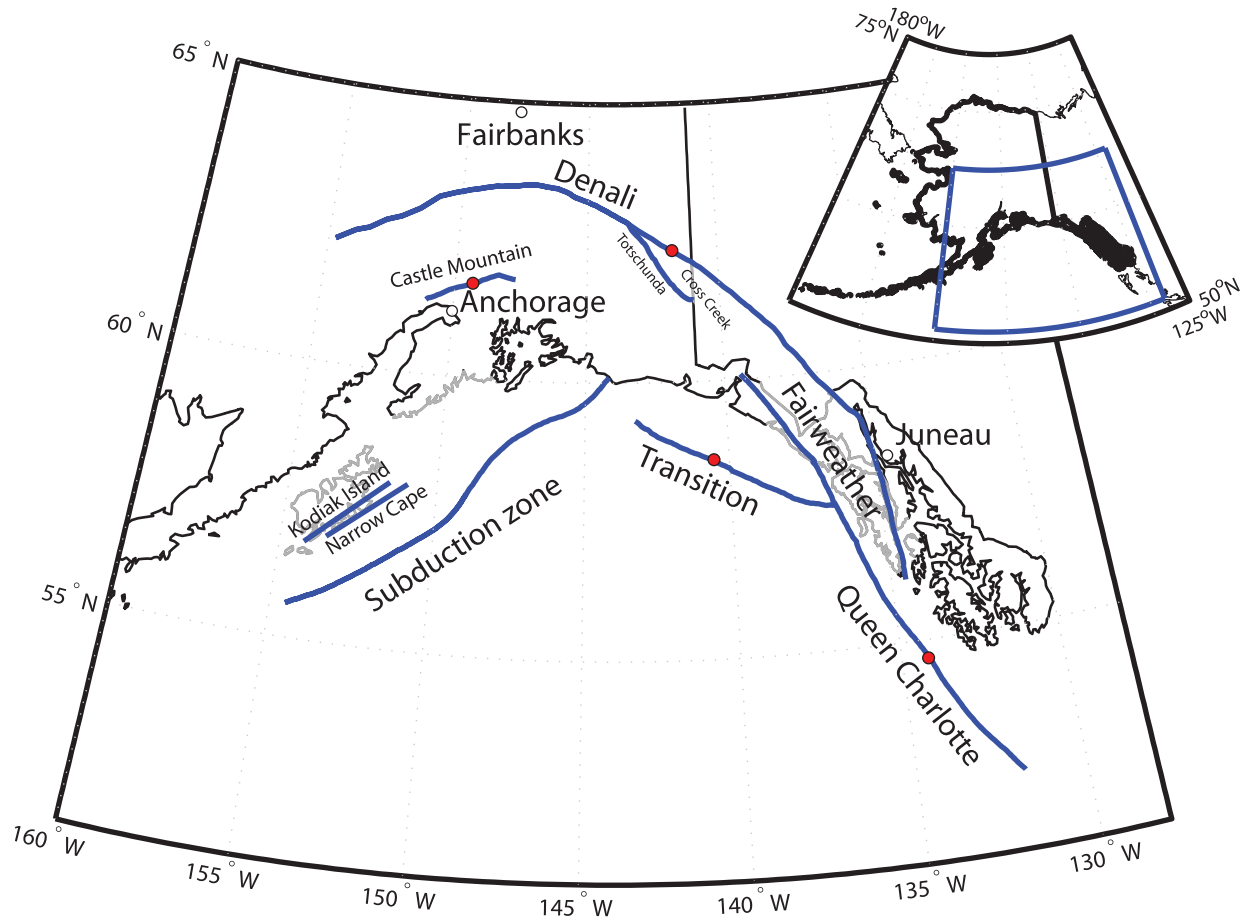 180°W
75°N
65°N
Fairbanks
Denali
Castle Mountain
Totschunda
Cross Creek
Anchorage
50°N
125°W
60°N
Fairweather
Juneau
Transition
Kodiak Island
Narrow Cape
Subduction zone
55°N
Queen Charlotte
160°W
155°W
150°W
145°W
140°W
135°W
130°W